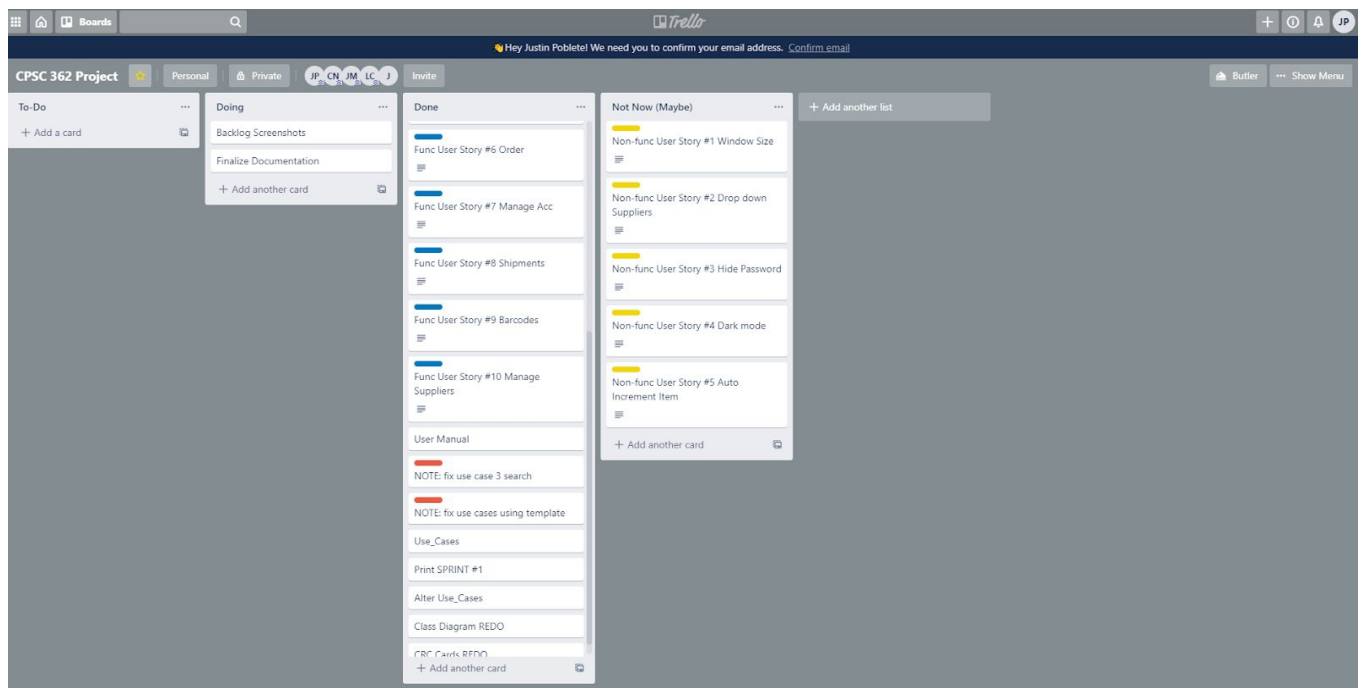 Boards
Trello
JP
👋Hey Justin Poblete! We need you to confirm your email address. Confirm email
CPSC 362 Project
Personal
Private
JP CN JM LC J
Invite
Butler
··· Show Menu
To-Do ···
+ Add a card
Doing ···
Backlog Screenshots
Finalize Documentation
+ Add another card
Done ···
Func User Story #6 Order
Func User Story #7 Manage Acc
Func User Story #8 Shipments
Func User Story #9 Barcodes
Func User Story #10 Manage
Suppliers
User Manual
NOTE: fix use case 3 search
NOTE: fix use cases using template
Use_Cases
Print SPRINT #1
Alter Use_Cases
Class Diagram REDO
CRC Cards REDO
+ Add another card
Not Now (Maybe) ···
Non-func User Story #1 Window Size
Non-func User Story #2 Drop down
Suppliers
Non-func User Story #3 Hide Password
Non-func User Story #4 Dark mode
Non-func User Story #5 Auto
Increment Item
+ Add another card
+ Add another list